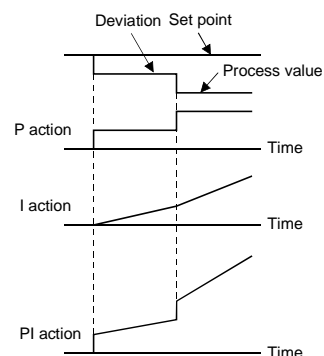 Deviation Set point
Process value
P action
Time
I action
Time
PI action
Time